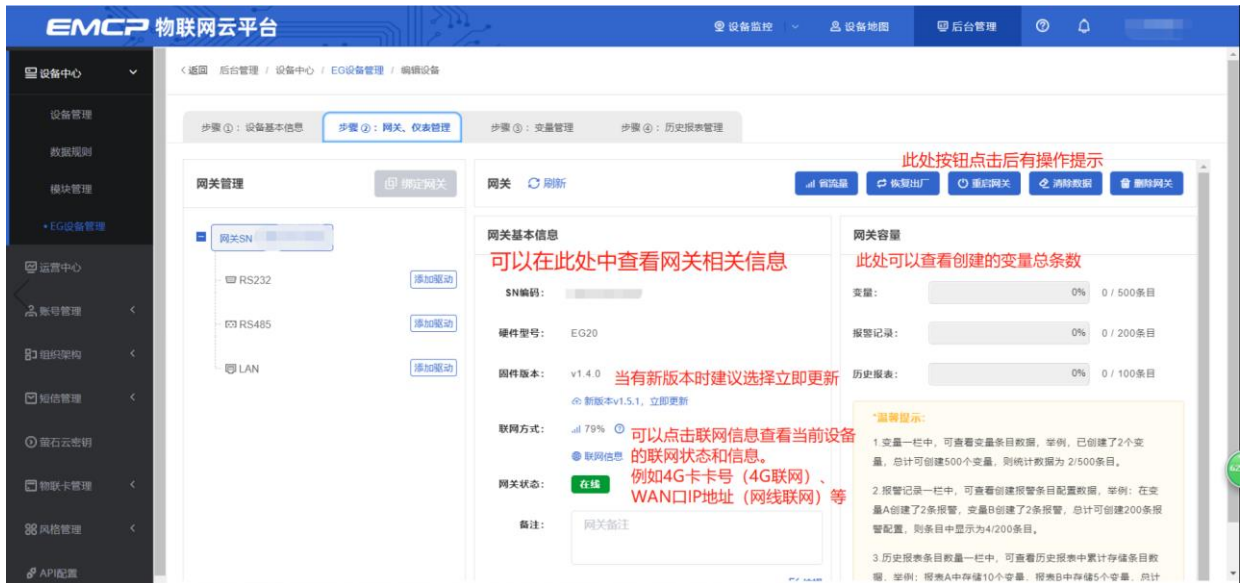 EMCP 物联网云平台
设备监控
设备地图
后台管理
设备中心
设备管理
数据规则
模块管理
•EG设备管理
运营中心
账号管理
组织架构
短信管理
萤石云密钥
物联卡管理
风格管理
API配置
<返回 后台管理 / 设备中心 / EG设备管理 / 编辑设备
步骤①：设备基本信息
步骤②：网关、仪表管理
步骤③：变量管理
步骤④：历史报表管理
网关管理
绑定网关
网关SN
RS232 添加驱动
RS485 添加驱动
LAN 添加驱动
此处按钮点击后有操作提示
网关 刷新
省流量
恢复出厂
重启网关
清除数据
删除网关
网关基本信息
可以在此处中查看网关相关信息
SN编码：
硬件型号： EG20
固件版本： v1.4.0
当有新版本时建议选择立即更新
新版本v1.5.1，立即更新
联网方式： 79%
联网信息
可以点击联网信息查看当前设备
的联网状态和信息。
例如4G卡卡号（4G联网）、
WAN口IP地址（网线联网）等
网关状态： 在线
备注： 网关备注
网关容量
此处可以查看创建的变量总条数
变量： 0% 0 / 500条目
报警记录： 0% 0 / 200条目
历史报表： 0% 0 / 100条目
*温馨提示：
1.变量一栏中，可查看变量条目数据，举例，已创建了2个变
量，总计可创建500个变量，则统计数据为 2/500条目。
2.报警记录一栏中，可查看创建报警条目配置数据，举例：在变
量A创建了2条报警，变量B创建了2条报警，总计可创建200条报
警配置，则条目中显示为4/200条目。
3.历史报表条目数量一栏中，可查看历史报表中累计存储条目数
据，举例：报表A中存储10个变量，报表B中存储5个变量，总计